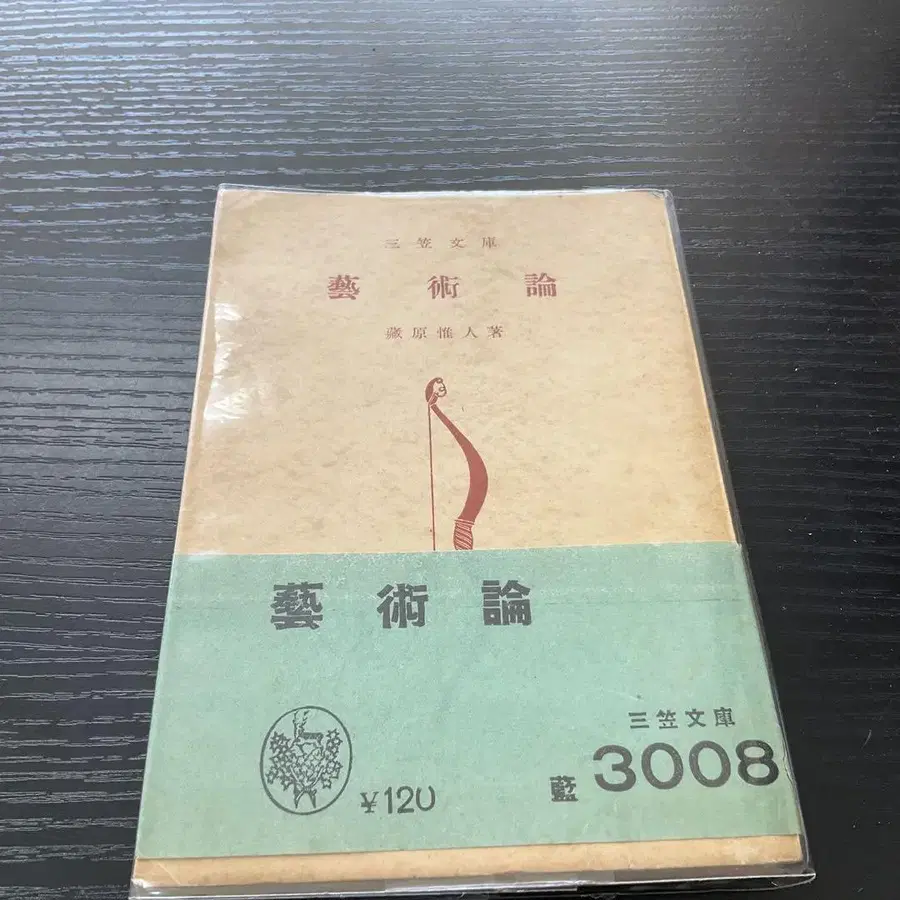 三笠文庫
藝術論
藏原惟人著
藝術論
三笠文庫
¥120
藍 3008